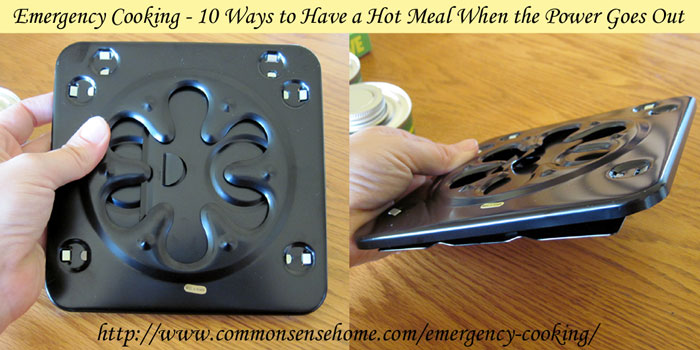 Emergency Cooking - 10 Ways to Have a Hot Meal When the Power Goes Out
http://www.commonsensehome.com/emergency-cooking/